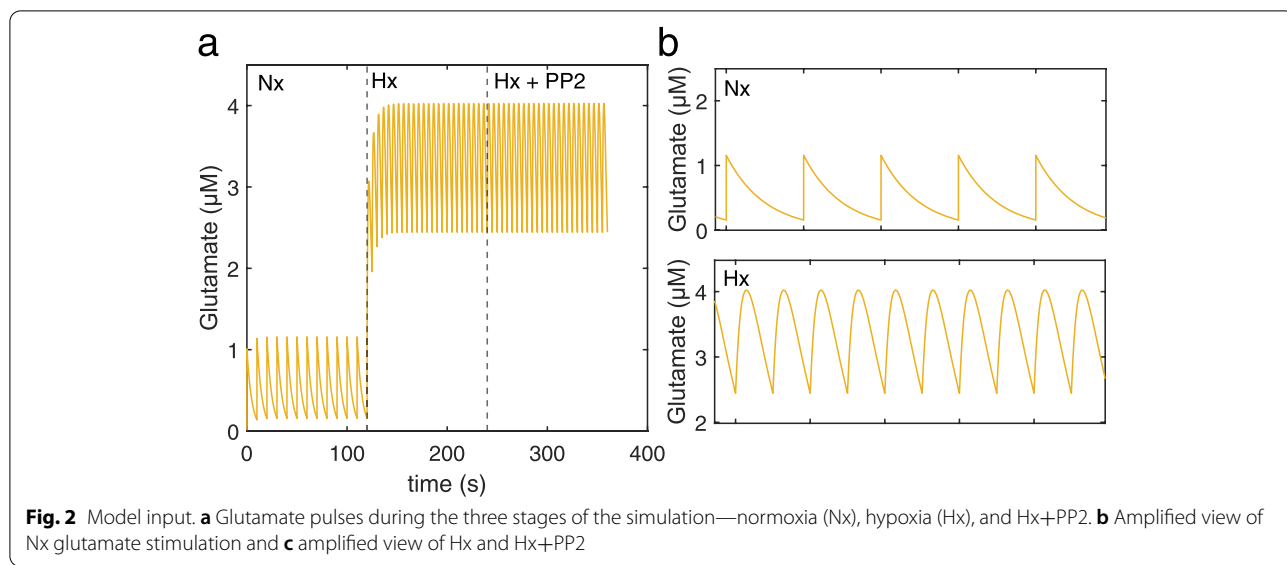 a
Nx
Hx
Hx + PP2
Glutamate (µM)
4
3
2
1
0
0 100 200 300 400
time (s)
b
Nx
Glutamate (µM)
2
1
0
Hx
Glutamate (µM)
4
3
2
Fig. 2 Model input. a Glutamate pulses during the three stages of the simulation—normoxia (Nx), hypoxia (Hx), and Hx+PP2. b Amplified view of
Nx glutamate stimulation and c amplified view of Hx and Hx+PP2